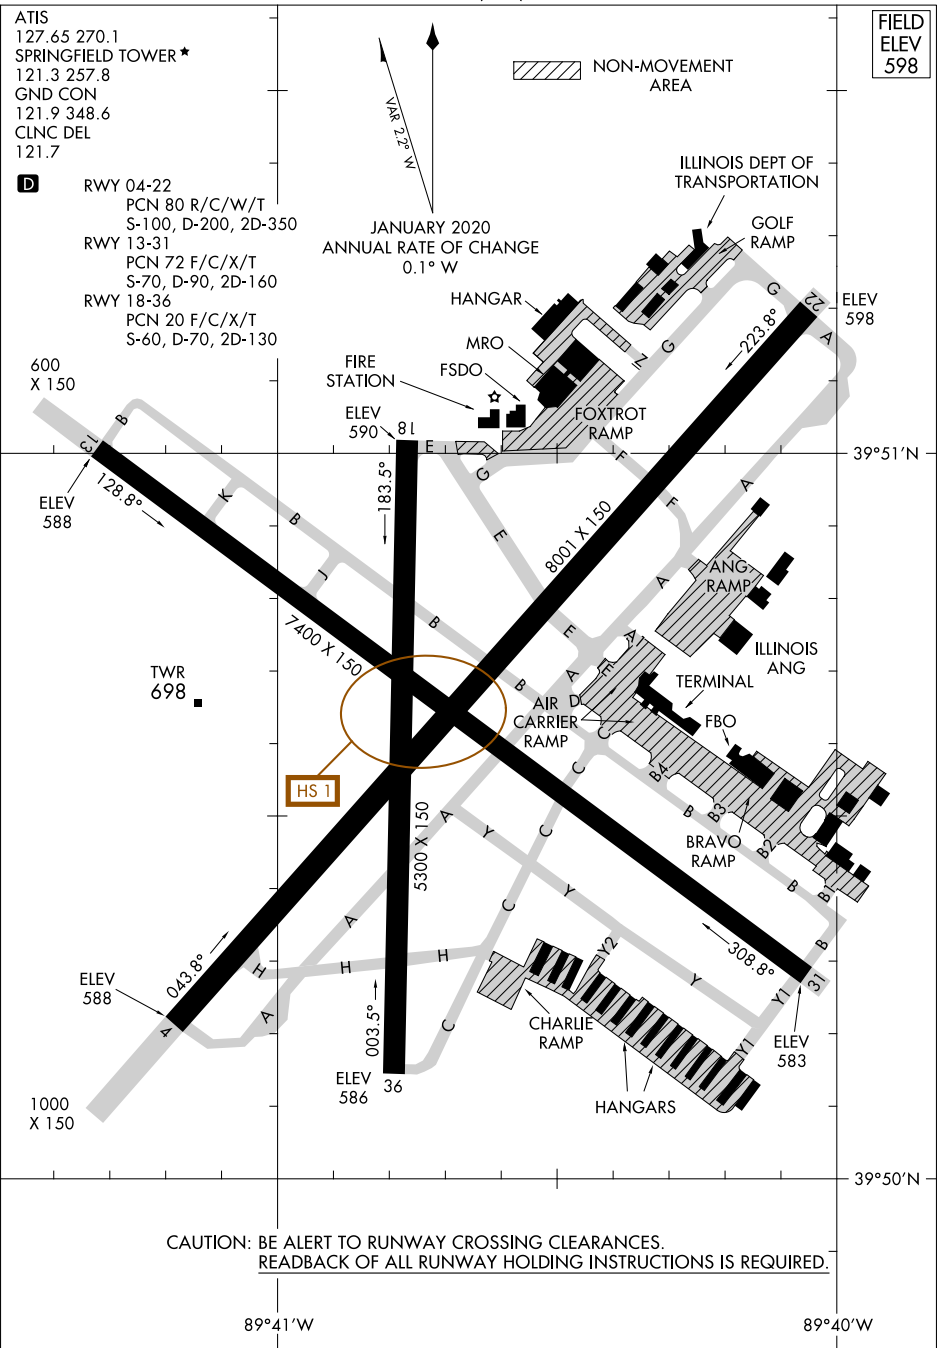 ATIS
127.65 270.1
SPRINGFIELD TOWER★
121.3 257.8
GND CON
121.9 348.6
CLNC DEL
121.7
D
RWY 04-22
PCN 80 R/C/W/T
S-100, D-200, 2D-350
RWY 13-31
PCN 72 F/C/X/T
S-70, D-90, 2D-160
RWY 18-36
PCN 20 F/C/X/T
S-60, D-70, 2D-130
VAR 2.2° W
JANUARY 2020
ANNUAL RATE OF CHANGE
0.1° W
NON-MOVEMENT
AREA
FIELD
ELEV
598
ILLINOIS DEPT OF
TRANSPORTATION
GOLF
RAMP
G
22
ELEV
598
A
223.8°
HANGAR
MRO
FSDO
FIRE
STATION
Z
G
FOXTROT
RAMP
600
X 150
B
13
ELEV
588
128.8°
ELEV
590
18
E
G
183.5°
F
F
A
39°51'N
K
B
J
E
8001 X 150
ANG
RAMP
A
7400 X 150
B
E
A1
ILLINOIS
ANG
TWR
698
B
A
E
D
TERMINAL
AIR
CARRIER
RAMP
C
C
FBO
HS 1
B4
B
B3
BRAVO
RAMP
B2
B
B1
5300 X 150
A
Y
C
Y
A
C
H
H
H
Y2
Y
B
308.8°
31
Y1
Y1
ELEV
583
ELEV
588
043.8°
4
A
003.5°
C
CHARLIE
RAMP
ELEV
586
36
HANGARS
1000
X 150
39°50'N
CAUTION: BE ALERT TO RUNWAY CROSSING CLEARANCES.
READBACK OF ALL RUNWAY HOLDING INSTRUCTIONS IS REQUIRED.
89°41'W
89°40'W